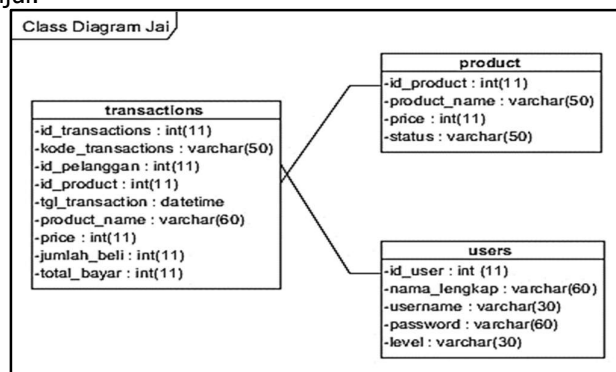 Class Diagram Jai
transactions
-id_transactions : int(11)
-kode_transactions : varchar(50)
-id_pelanggan : int(11)
-id_product : int(11)
-tgl_transaction : datetime
-product_name : varchar(60)
-price : int(11)
-jumlah_beli : int(11)
-total_bayar : int(11)
product
-id_product : int(11)
-product_name : varchar(50)
-price : int(11)
-status : varchar(50)
users
-id_user : int (11)
-nama_lengkap : varchar(60)
-username : varchar(30)
-password : varchar(60)
-level : varchar(30)